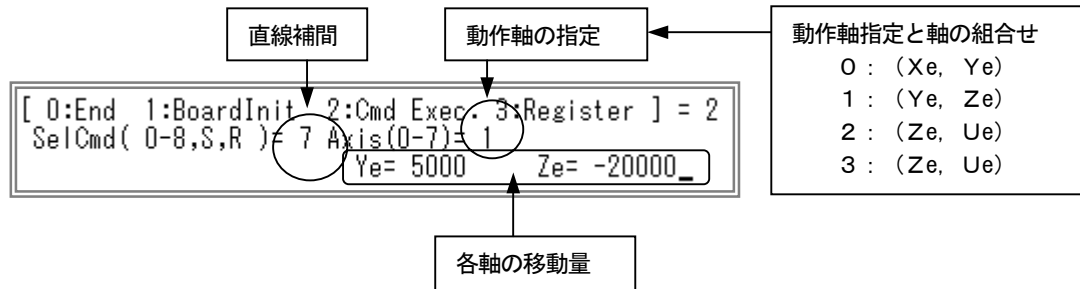 直線補間
動作軸の指定
動作軸指定と軸の組合せ
0： （Xe, Ye）
1： （Ye, Ze）
2： （Ze, Ue）
3： （Ze, Ue）
[ 0:End 1:BoardInit 2:Cmd Exec. 3:Register ] = 2
SelCmd( 0-8,S,R )= 7 Axis(0-7)= 1
Ye= 5000 Ze= -20000_
各軸の移動量